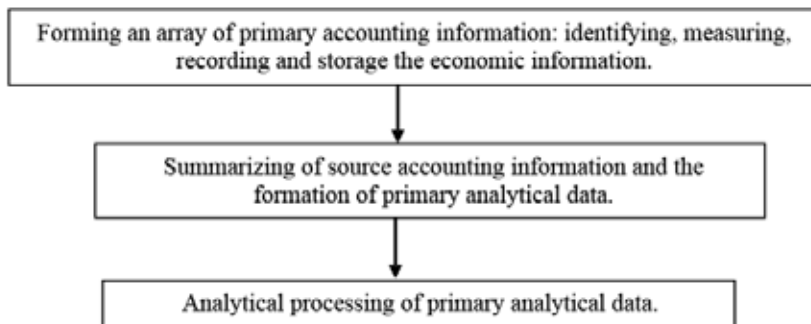 Forming an array of primary accounting information: identifying, measuring,
recording and storage the economic information.
Summarizing of source accounting information and the
formation of primary analytical data.
Analytical processing of primary analytical data.